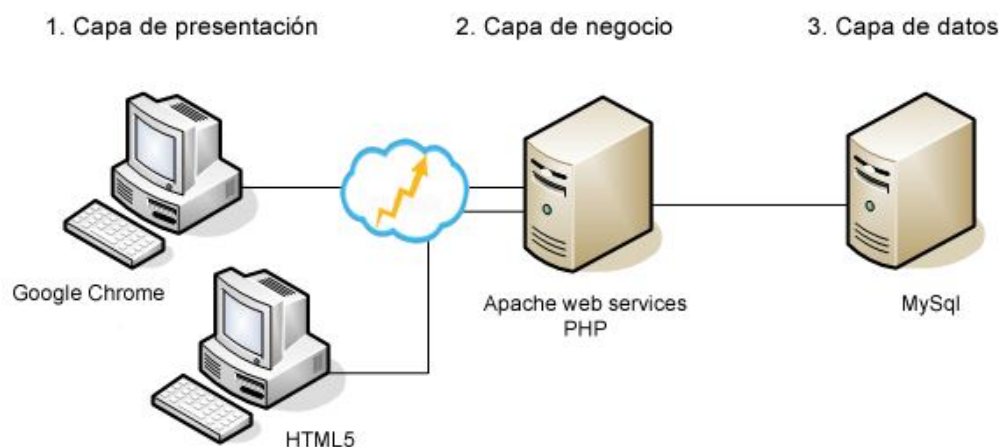 1. Capa de presentación
2. Capa de negocio
3. Capa de datos
Google Chrome
HTML5
Apache web services
PHP
MySql